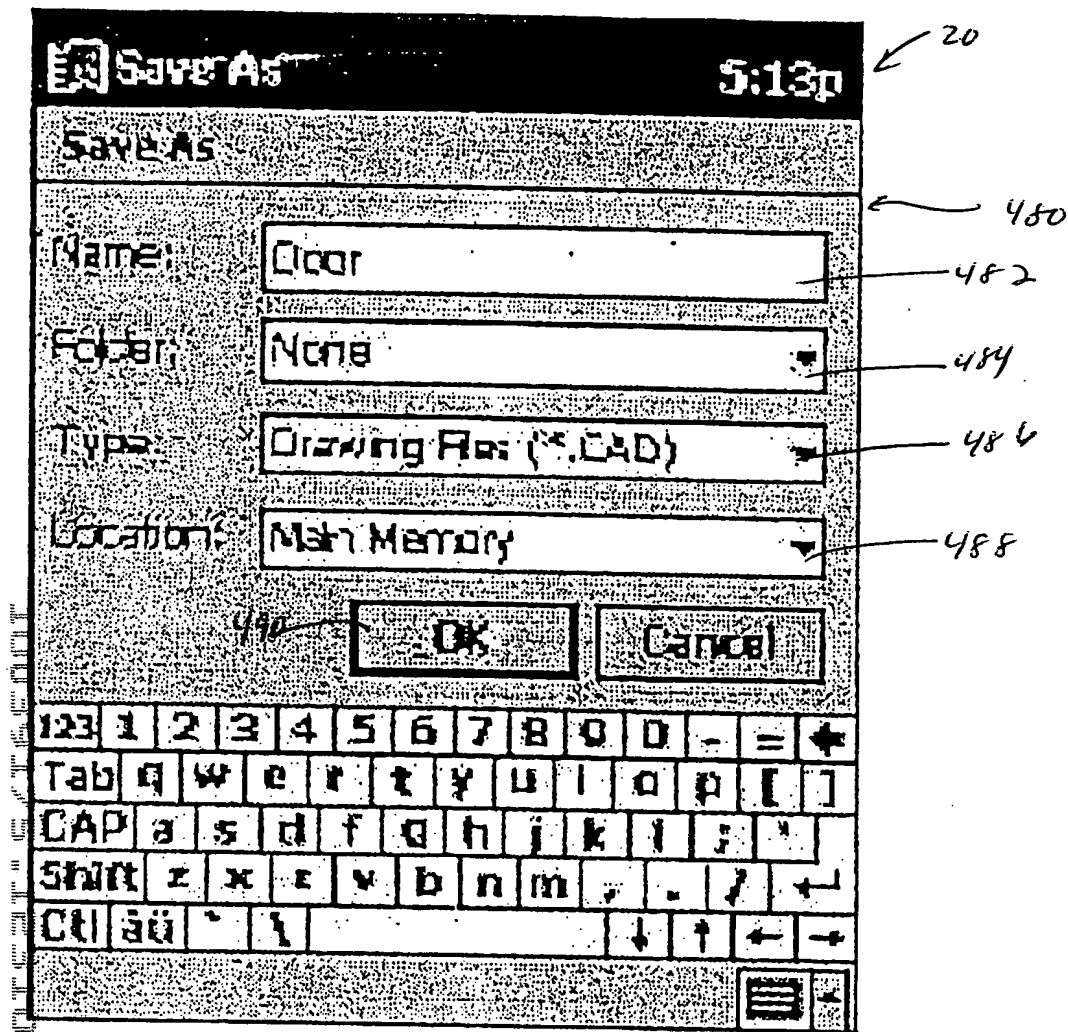 Save As 5:13p 20
Save As
480
Name: Door 482
Folder: None 484
Type: Drawing Files (*.CAD) 486
Location: Main Memory 488
490 OK Cancel
123 1 2 3 4 5 6 7 8 9 0 - =
Tab q w e r t y u i o p [ ]
CAP a s d f g h j k l ; '
Shift z x c v b n m , . / ↵
Ctl áü ` \ ↓ ↑ ← →